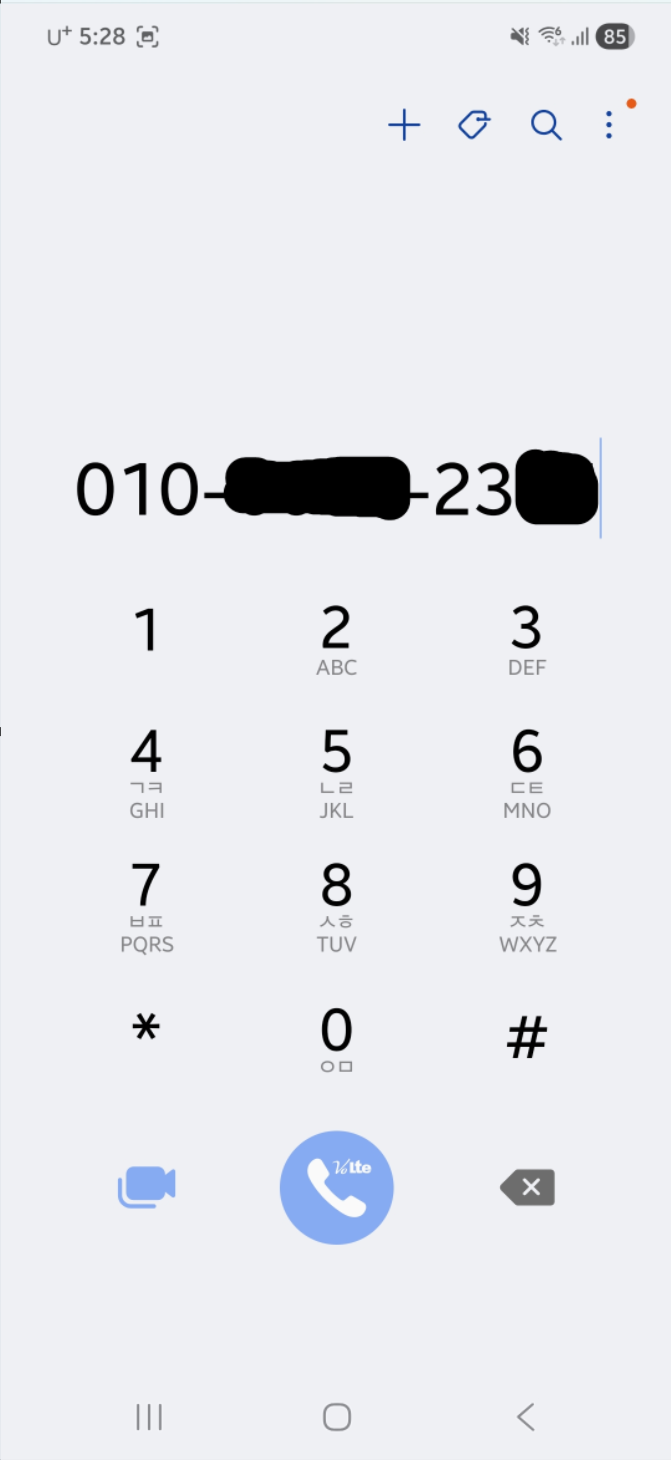 U+ 5:28 85
010- -23
1 2 3
ABC DEF
4 5 6
ㄱㅋ ㄴㄹ ㄷㅌ
GHI JKL MNO
7 8 9
ㅂㅍ ㅅㅎ ㅈㅊ
PQRS TUV WXYZ
* 0 #
ㅇㅁ
VoLte